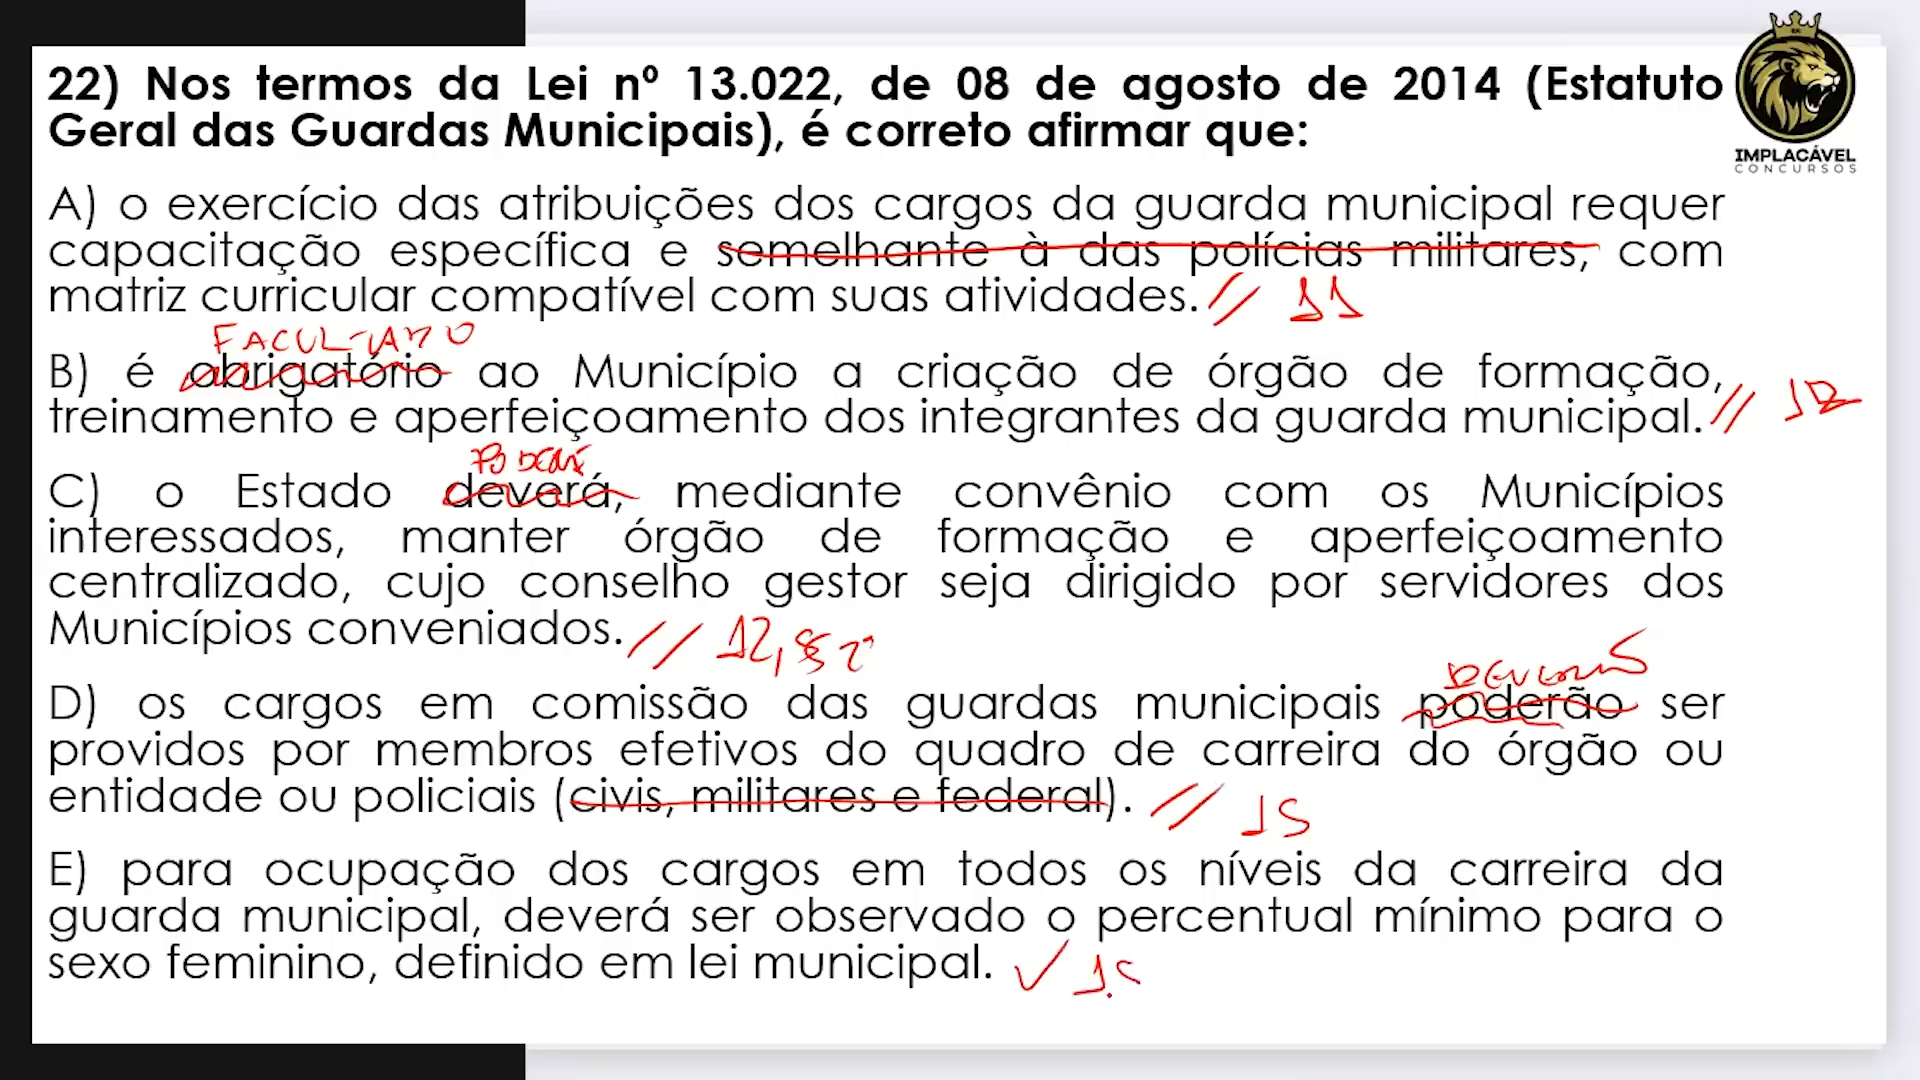 22) Nos termos da Lei nº 13.022, de 08 de agosto de 2014 (Estatuto
Geral das Guardas Municipais), é correto afirmar que:
IMPLACÁVEL
CONCURSOS
A) o exercício das atribuições dos cargos da guarda municipal requer
capacitação específica e semelhante à das polícias militares, com
matriz curricular compatível com suas atividades. // 11
FACULTADO
B) é obrigatório ao Município a criação de órgão de formação,
treinamento e aperfeiçoamento dos integrantes da guarda municipal. // 12
PODERÁ
C) o Estado deverá, mediante convênio com os Municípios
interessados, manter órgão de formação e aperfeiçoamento
centralizado, cujo conselho gestor seja dirigido por servidores dos
Municípios conveniados. // 12, § 2º
DEVERÃO
D) os cargos em comissão das guardas municipais poderão ser
providos por membros efetivos do quadro de carreira do órgão ou
entidade ou policiais (civis, militares e federal). // 15
E) para ocupação dos cargos em todos os níveis da carreira da
guarda municipal, deverá ser observado o percentual mínimo para o
sexo feminino, definido em lei municipal. ✓